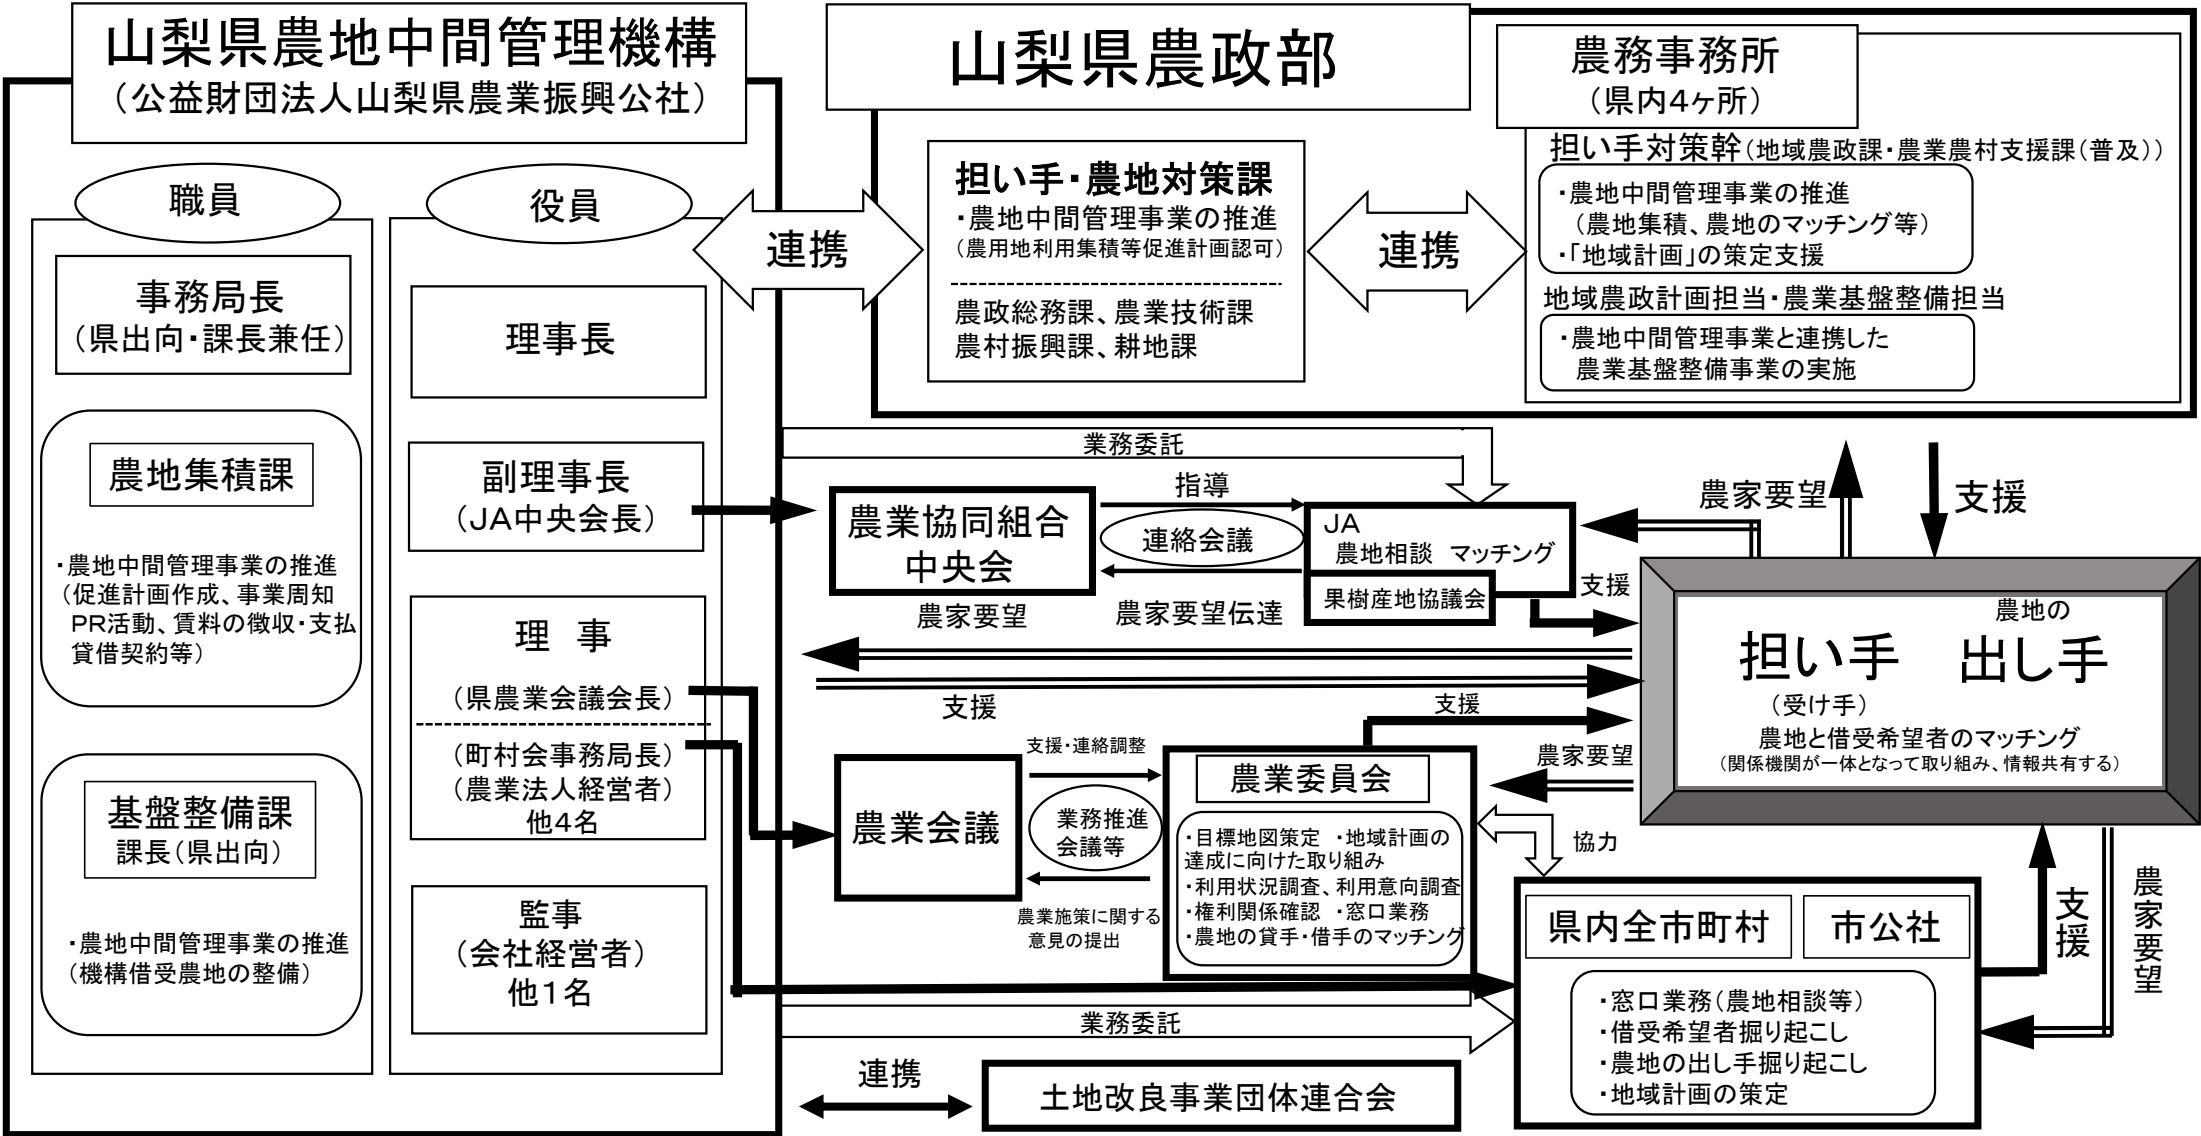 山梨県農地中間管理機構
（公益財団法人山梨県農業振興公社）
職員
事務局長
（県出向・課長兼任）
農地集積課
・農地中間管理事業の推進
（促進計画作成、事業周知
PR活動、賃料の徴収・支払
貸借契約等）
基盤整備課
課長（県出向）
・農地中間管理事業の推進
（機構借受農地の整備）
役員
理事長
副理事長
（JA中央会長）
理　事
（県農業会議会長）
（町村会事務局長）
（農業法人経営者）
他４名
監事
（会社経営者）
他１名
連携
山梨県農政部
担い手・農地対策課
・農地中間管理事業の推進
（農用地利用集積等促進計画認可）
農政総務課、農業技術課
農村振興課、耕地課
連携
農務事務所
（県内４ヶ所）
担い手対策幹（地域農政課・農業農村支援課（普及））
・農地中間管理事業の推進
（農地集積、農地のマッチング等）
・「地域計画」の策定支援
地域農政計画担当・農業基盤整備担当
・農地中間管理事業と連携した
農業基盤整備事業の実施
業務委託
農業協同組合
中央会
指導
連絡会議
農家要望伝達
JA
農地相談　マッチング
果樹産地協議会
支援
農家要望
支援
農家要望
支援
農地の
担い手　出し手
（受け手）
農地と借受希望者のマッチング
（関係機関が一体となって取り組み、情報共有する）
農業会議
支援・連絡調整
業務推進
会議等
農業施策に関する
意見の提出
支援
農業委員会
・目標地図策定　・地域計画の
達成に向けた取り組み
・利用状況調査、利用意向調査
・権利関係確認　・窓口業務
・農地の貸手・借手のマッチング
農家要望
協力
県内全市町村
市公社
・窓口業務（農地相談等）
・借受希望者掘り起こし
・農地の出し手掘り起こし
・地域計画の策定
支援
農家要望
業務委託
連携
土地改良事業団体連合会